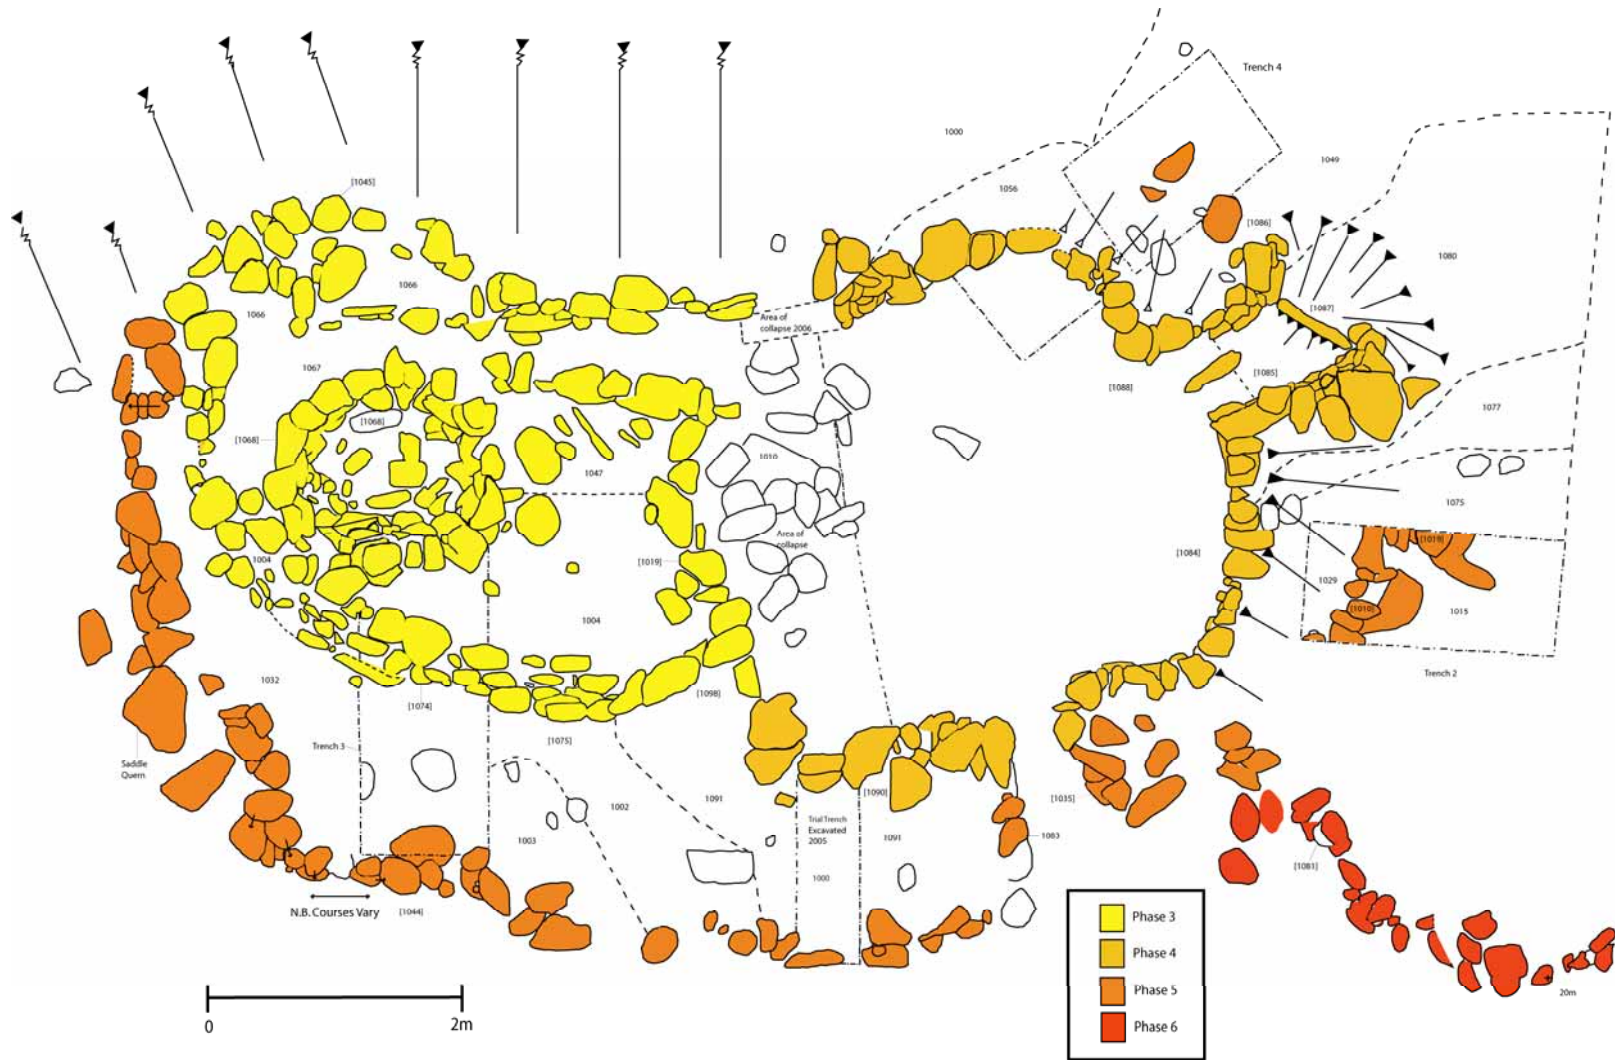 Trench 4
1000
1049
[1045]
1056
[1086]
1080
1066
1066
Area of
collapse 2006
[1087]
1067
[1088]
[1085]
[1068]
[1068]
1077
1047
1010
1075
Area of
collapse
[1019]
[1084]
[1019]
1004
1029
[1010]
1015
1004
1032
[1098]
Trench 2
[1074]
Trench 3
[1075]
Saddle
Quern
1002
1091
[1090]
[1035]
Trial Trench
Excavated
2005
1091
1003
1083
1000
[1081]
N.B. Courses Vary
[1044]
Phase 3
Phase 4
Phase 5
Phase 6
20m
0
2m